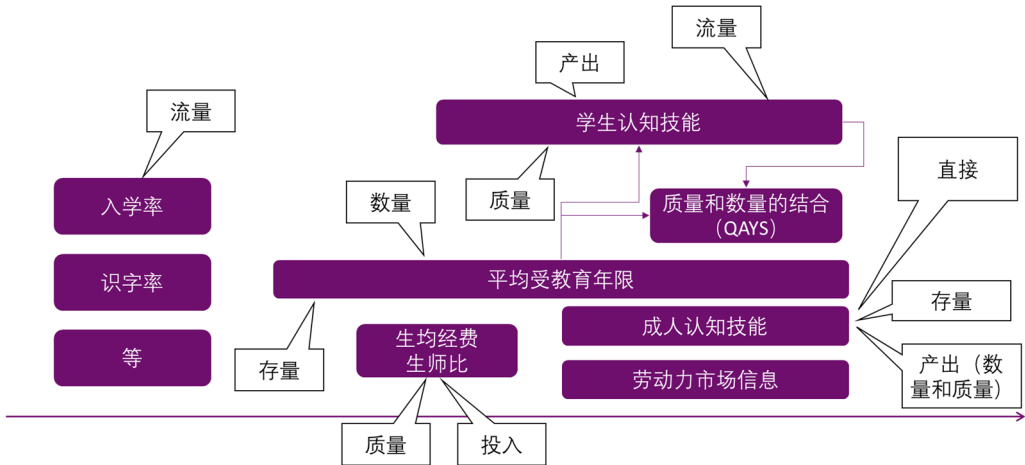 流量
产出
流量
学生认知技能
入学率
数量
质量
质量和数量的结合
（QAYS）
直接
识字率
平均受教育年限
存量
成人认知技能
等
生均经费
生师比
存量
产出（数
量和质量）
劳动力市场信息
质量
投入